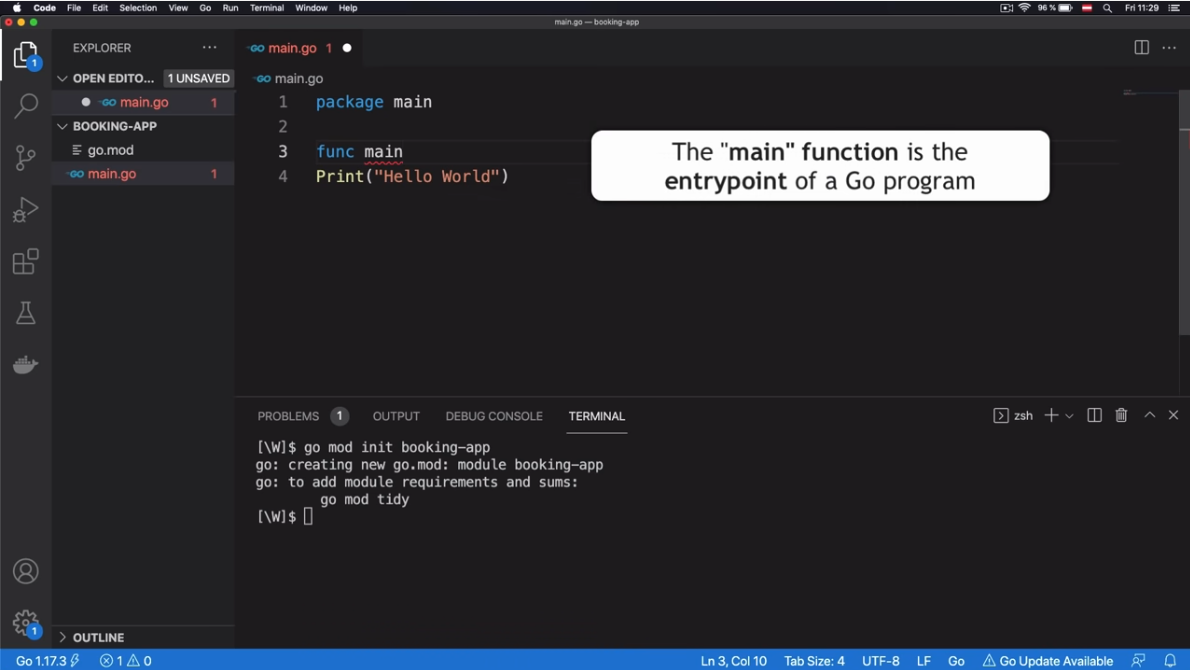 Code File Edit Selection View Go Run Terminal Window Help 96 % Fri 11:29
main.go — booking-app
EXPLORER
main.go 1
OPEN EDITO... 1 UNSAVED
main.go 1
BOOKING-APP
go.mod
main.go 1
main.go
1 package main
2
3 func main
4 Print("Hello World")
The "main" function is the
entrypoint of a Go program
PROBLEMS 1 OUTPUT DEBUG CONSOLE TERMINAL
zsh
[\W]$ go mod init booking-app
go: creating new go.mod: module booking-app
go: to add module requirements and sums:
go mod tidy
[\W]$
1
1
OUTLINE
Go 1.17.3 1 0 Ln 3, Col 10 Tab Size: 4 UTF-8 LF Go Go Update Available